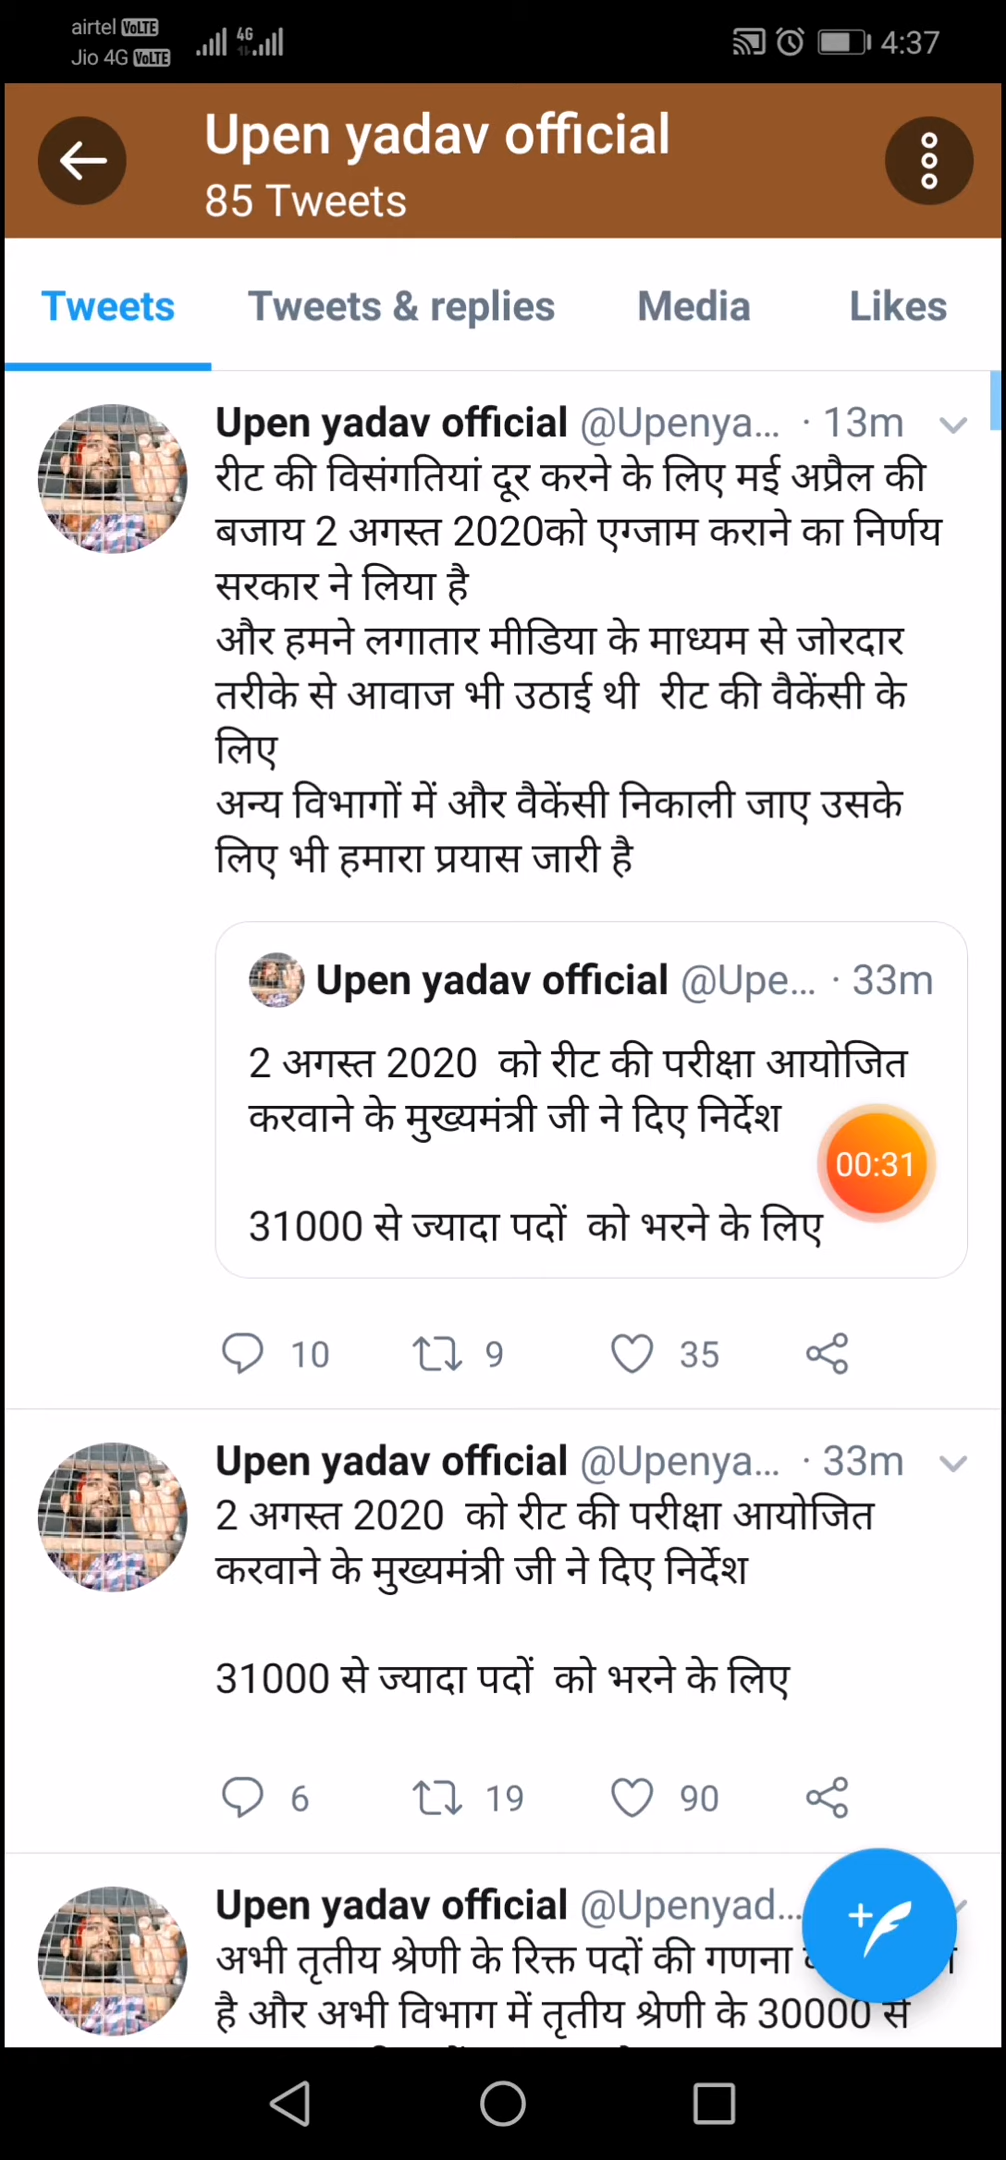 airtel VoLTE
Jio 4G VoLTE
4G
4:37
Upen yadav official
85 Tweets
Tweets Tweets & replies Media Likes
Upen yadav official @Upenya... · 13m
रीट की विसंगतियां दूर करने के लिए मई अप्रैल की
बजाय 2 अगस्त 2020को एग्जाम कराने का निर्णय
सरकार ने लिया है
और हमने लगातार मीडिया के माध्यम से जोरदार
तरीके से आवाज भी उठाई थी रीट की वैकेंसी के
लिए
अन्य विभागों में और वैकेंसी निकाली जाए उसके
लिए भी हमारा प्रयास जारी है
Upen yadav official @Upe... · 33m
2 अगस्त 2020 को रीट की परीक्षा आयोजित
करवाने के मुख्यमंत्री जी ने दिए निर्देश
00:31
31000 से ज्यादा पदों को भरने के लिए
10 9 35
Upen yadav official @Upenya... · 33m
2 अगस्त 2020 को रीट की परीक्षा आयोजित
करवाने के मुख्यमंत्री जी ने दिए निर्देश
31000 से ज्यादा पदों को भरने के लिए
6 19 90
Upen yadav official @Upenyad...
अभी तृतीय श्रेणी के रिक्त पदों की गणना
है और अभी विभाग में तृतीय श्रेणी के 30000 से